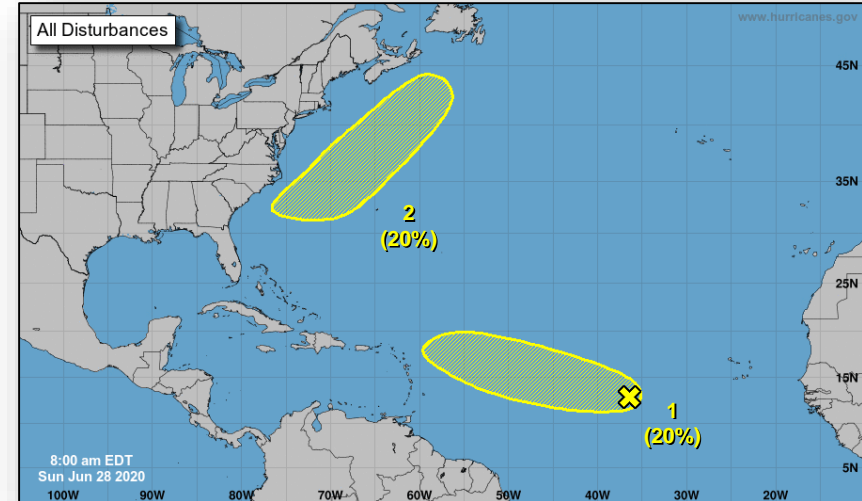 All Disturbances
www.hurricanes.gov
45N
35N
2
(20%)
25N
15N
1
(20%)
8:00 am EDT
Sun Jun 28 2020
5N
100W 90W 80W 70W 60W 50W 40W 30W 20W